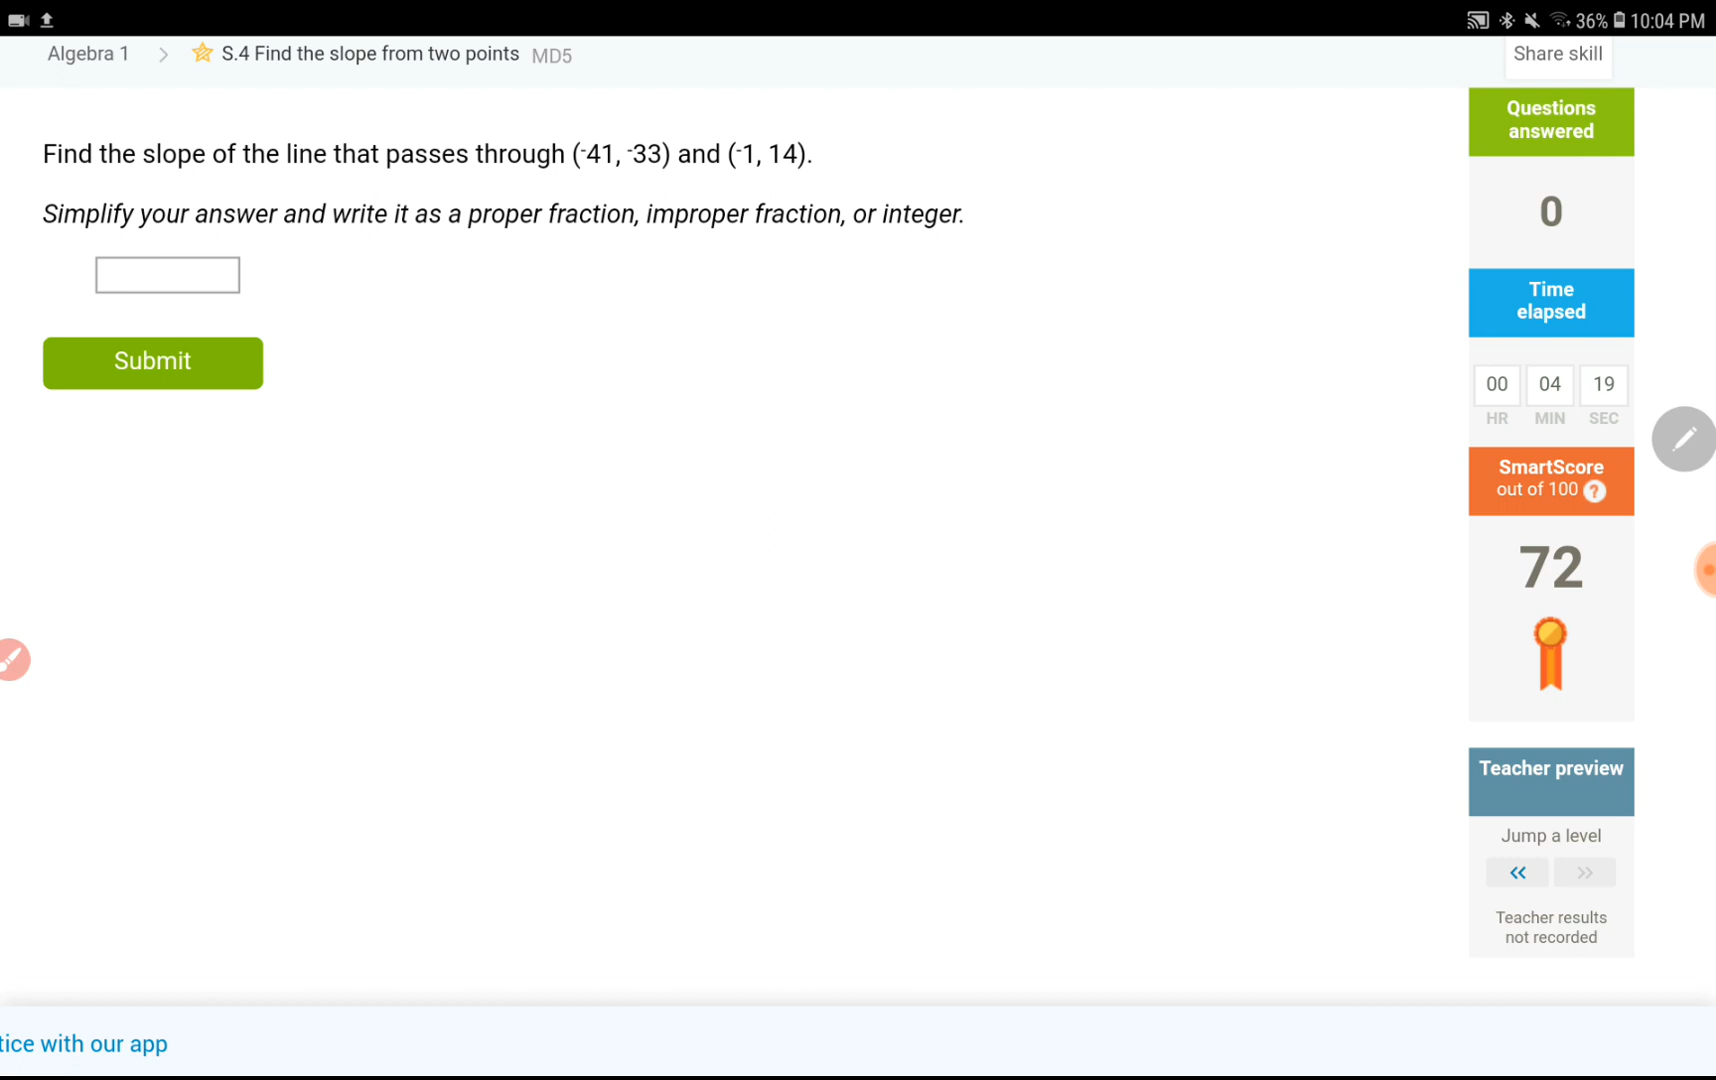 36% 10:04 PM
Algebra 1 > S.4 Find the slope from two points MD5
Share skill
Find the slope of the line that passes through (-41, -33) and (-1, 14).
Simplify your answer and write it as a proper fraction, improper fraction, or integer.
Submit
Questions
answered
0
Time
elapsed
00 04 19
HR MIN SEC
SmartScore
out of 100 ?
72
Teacher preview
Jump a level
« »
Teacher results
not recorded
tice with our app